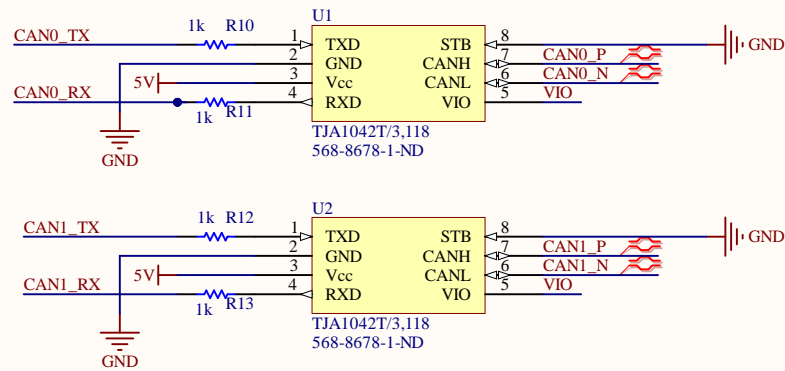 U1
1k R10
CAN0_TX 1 TXD STB 8 GND
2 GND CANH 7 CAN0_P
5V 3 Vcc CANL 6 CAN0_N
CAN0_RX 4 RXD VIO 5 VIO
1k R11
TJA1042T/3,118
GND 568-8678-1-ND
U2
1k R12
CAN1_TX 1 TXD STB 8 GND
2 GND CANH 7 CAN1_P
5V 3 Vcc CANL 6 CAN1_N
CAN1_RX 4 RXD VIO 5 VIO
1k R13
TJA1042T/3,118
568-8678-1-ND
GND